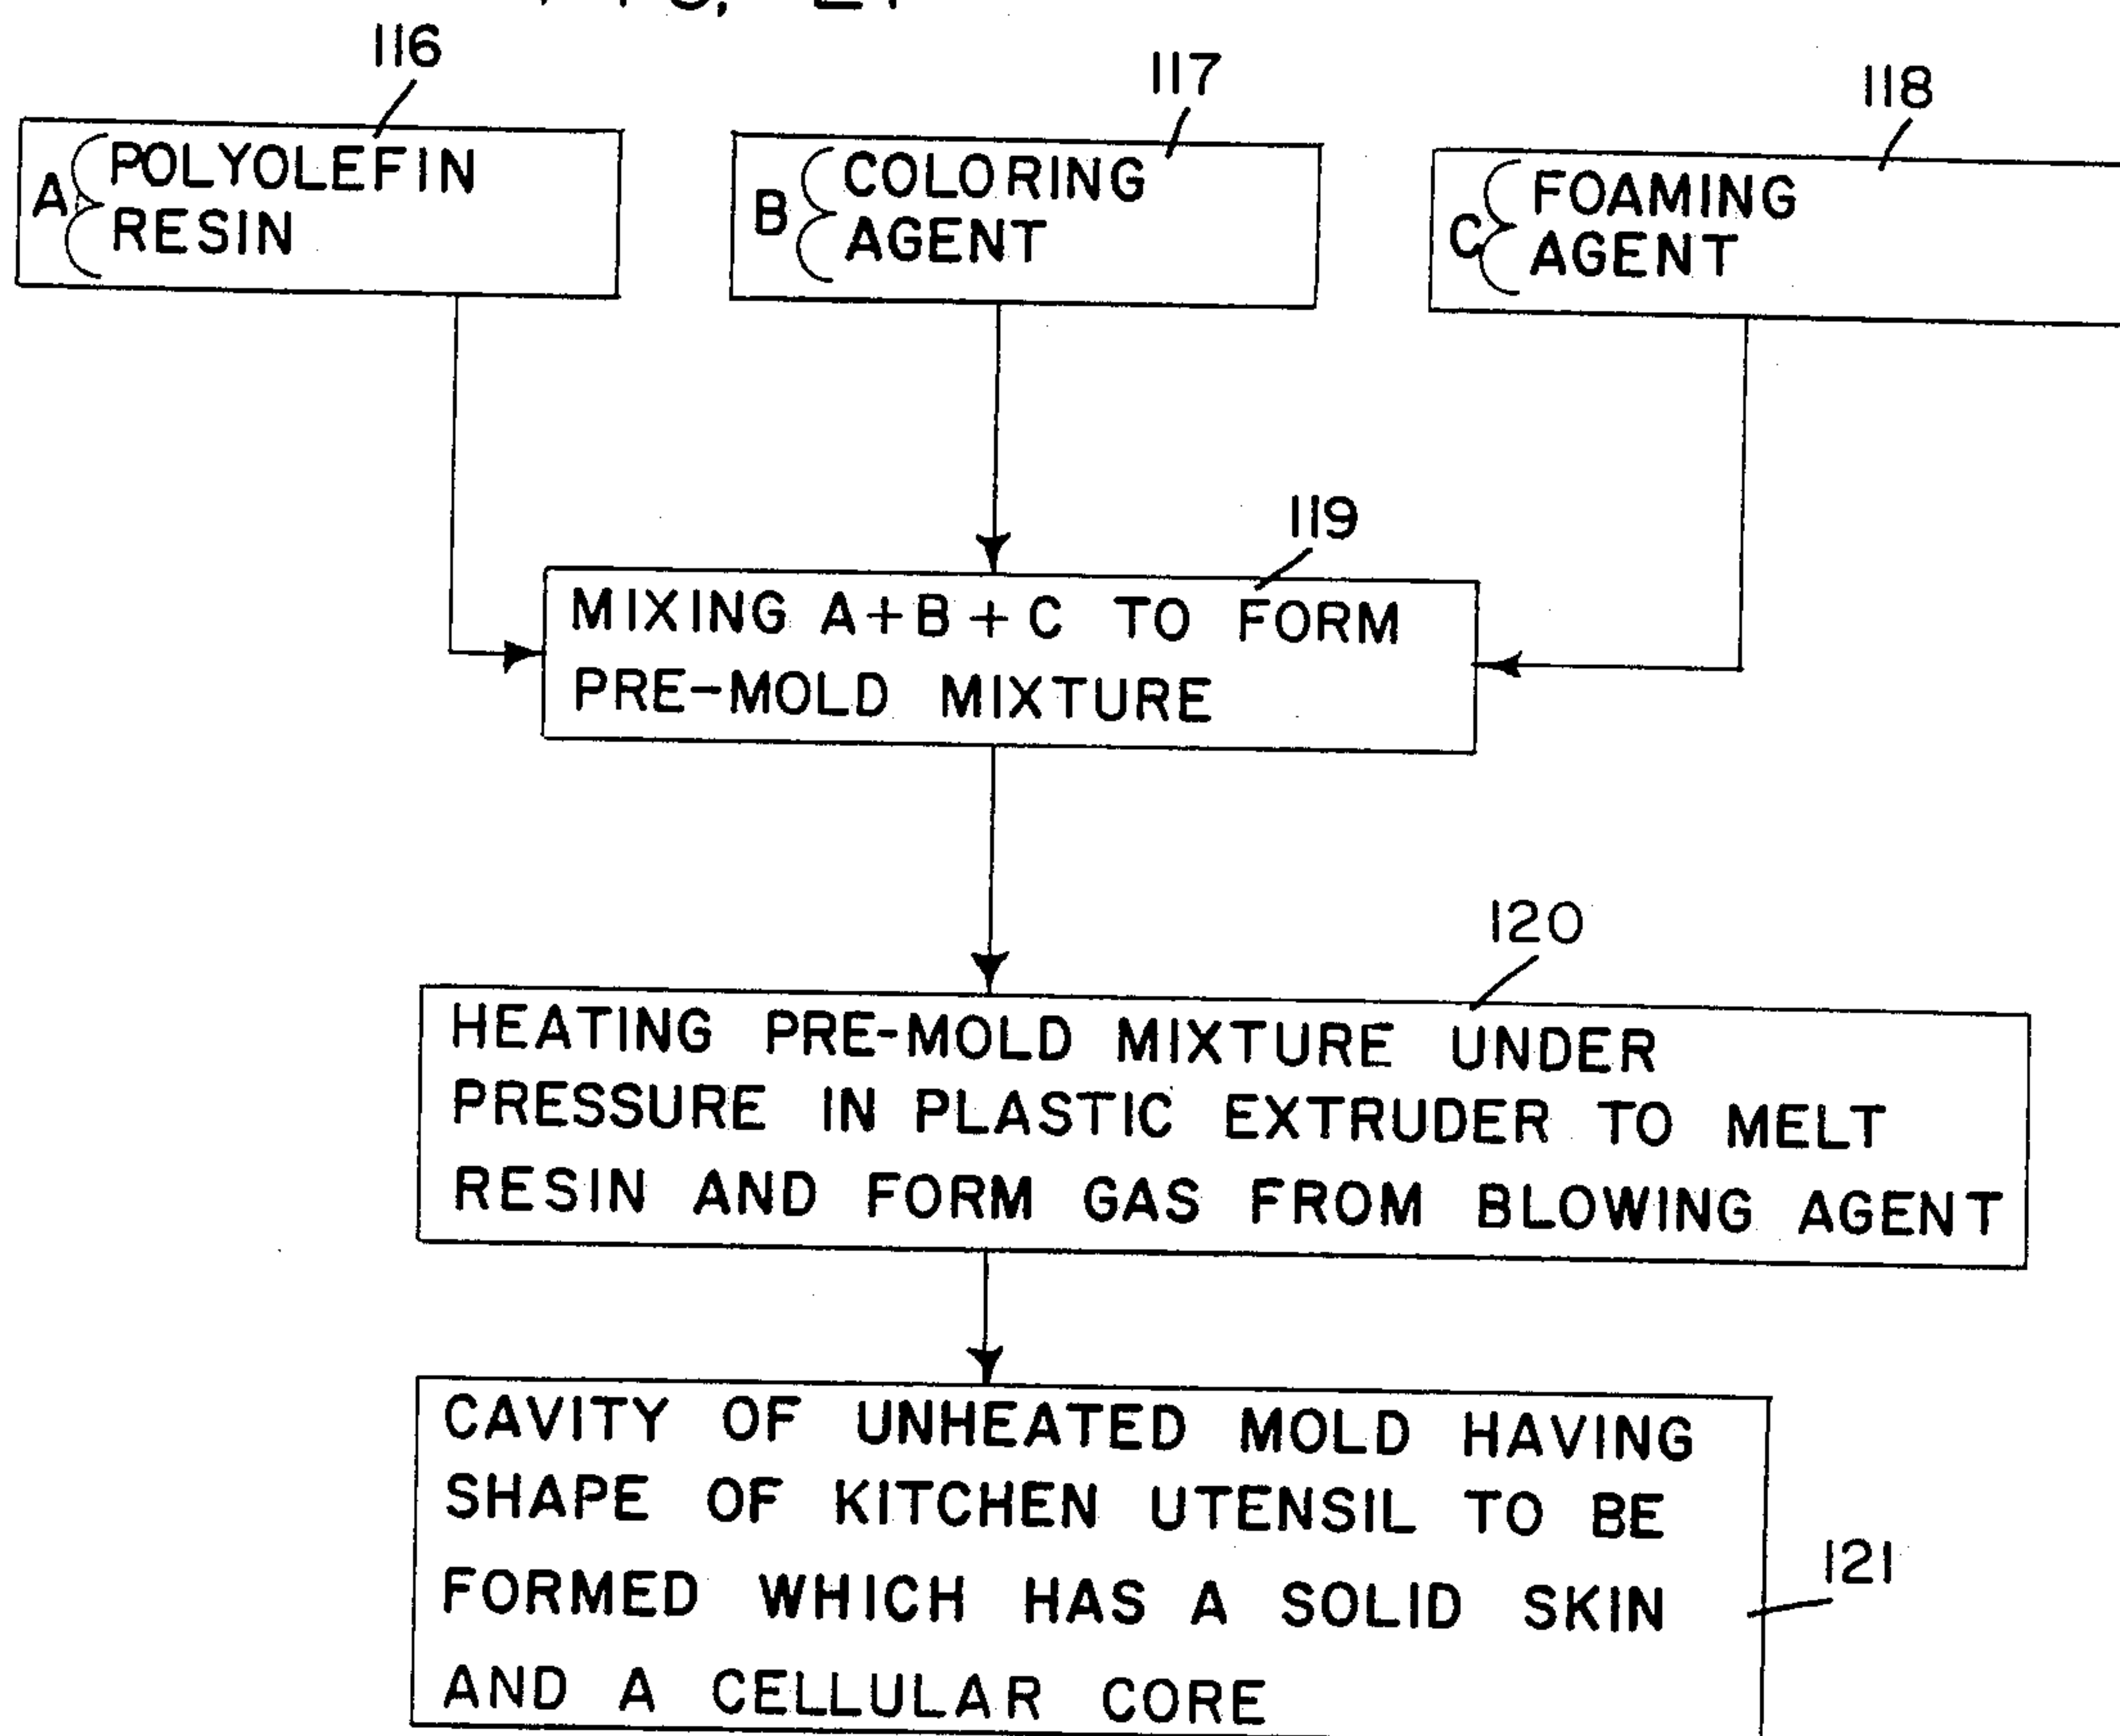 116
117
118
A POLYOLEFIN
RESIN
B COLORING
AGENT
C FOAMING
AGENT
119
MIXING A+B+C TO FORM
PRE-MOLD MIXTURE
120
HEATING PRE-MOLD MIXTURE UNDER
PRESSURE IN PLASTIC EXTRUDER TO MELT
RESIN AND FORM GAS FROM BLOWING AGENT
CAVITY OF UNHEATED MOLD HAVING
SHAPE OF KITCHEN UTENSIL TO BE
FORMED WHICH HAS A SOLID SKIN
AND A CELLULAR CORE
121